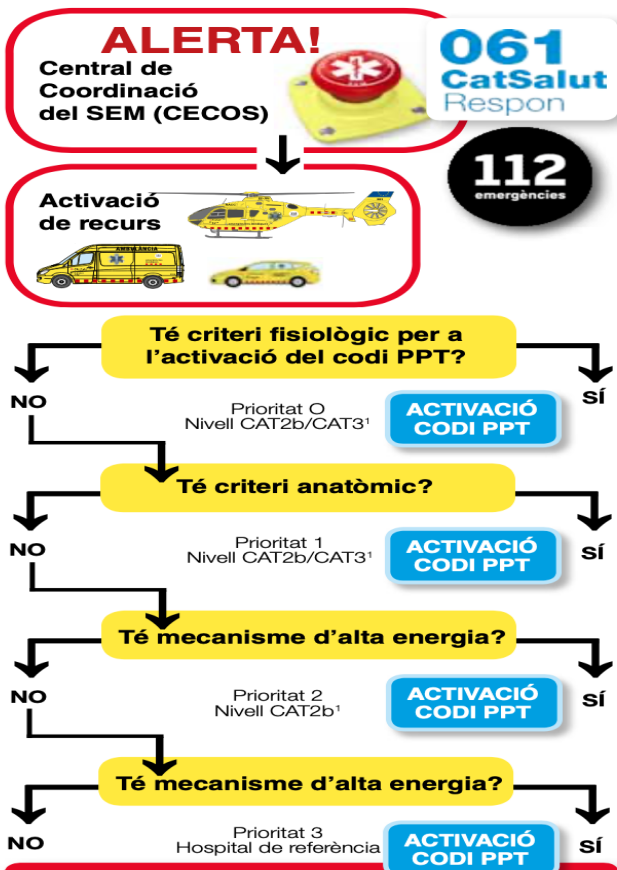 ALERTA!
Central de
Coordinació
del SEM (CECOS)
061
CatSalut
Respon
112
emergències
Activació
de recurs
AMBULÀNCIA
Té criteri fisiològic per a
l'activació del codi PPT?
NO
SÍ
Prioritat O
Nivell CAT2b/CAT3¹
ACTIVACIÓ
CODI PPT
Té criteri anatòmic?
NO
SÍ
Prioritat 1
Nivell CAT2b/CAT3¹
ACTIVACIÓ
CODI PPT
Té mecanisme d'alta energia?
NO
SÍ
Prioritat 2
Nivell CAT2b¹
ACTIVACIÓ
CODI PPT
Té mecanisme d'alta energia?
NO
SÍ
Prioritat 3
Hospital de referència
ACTIVACIÓ
CODI PPT